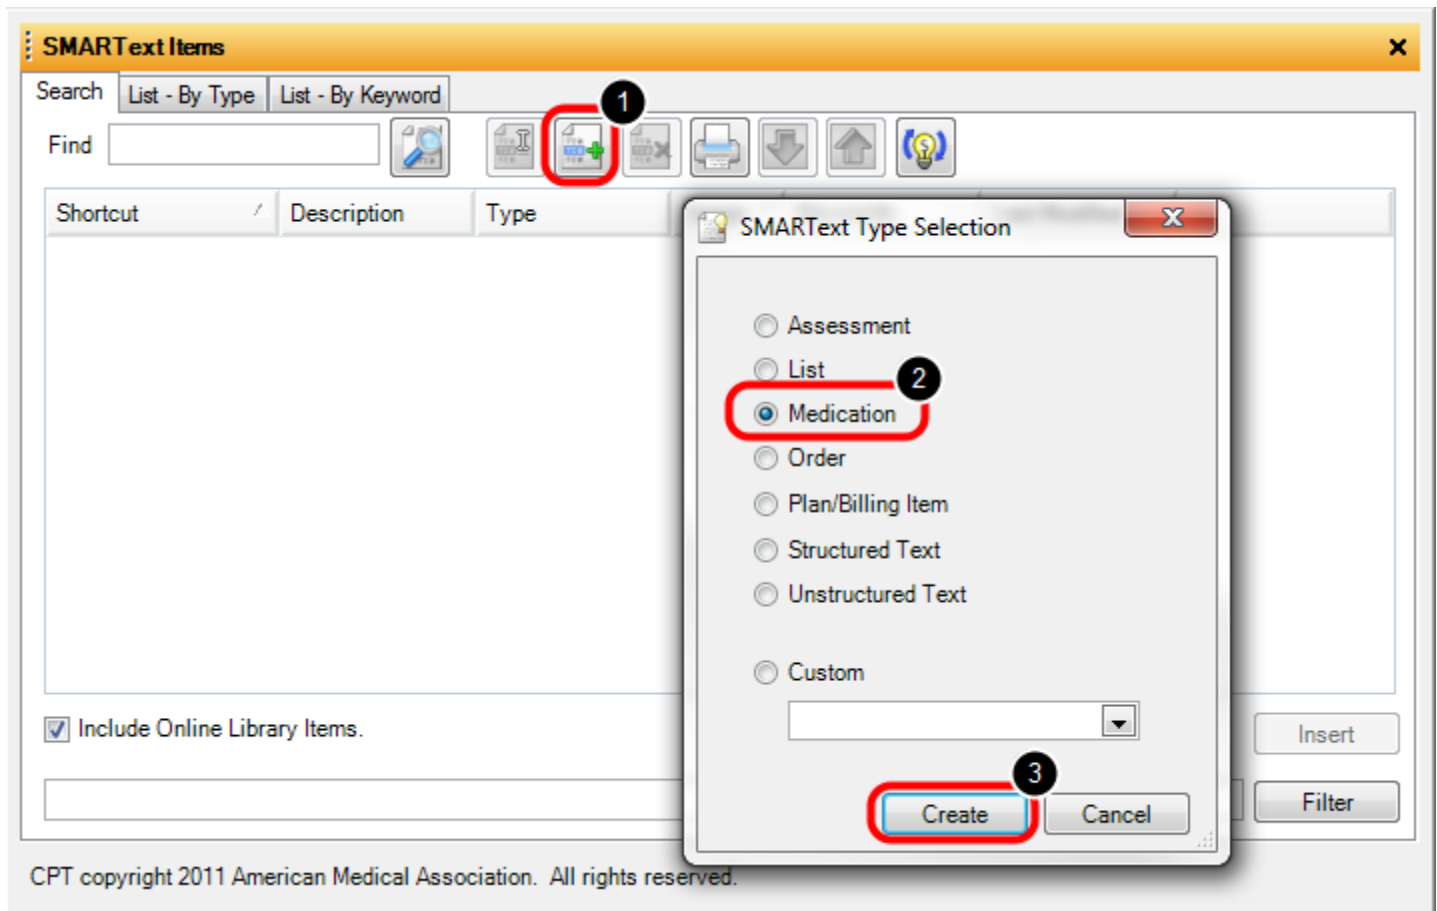 SMARText Items
Search List - By Type List - By Keyword
1
Find
Shortcut Description Type
SMARText Type Selection
Assessment
List
2
Medication
Order
Plan/Billing Item
Structured Text
Unstructured Text
Custom
Include Online Library Items.
Insert
3
Create Cancel
Filter
CPT copyright 2011 American Medical Association. All rights reserved.